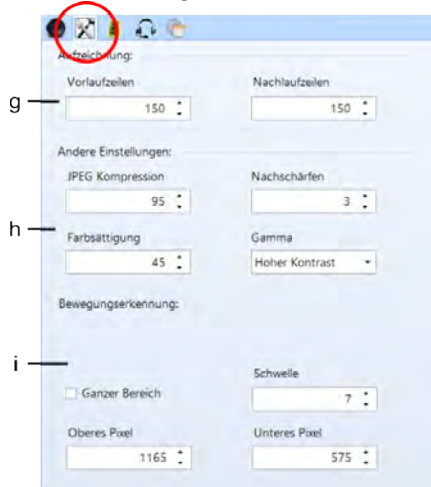 Aufzeichnung:
Vorlaufzeilen Nachlaufzeilen
g 150 150
Andere Einstellungen:
JPEG Kompression Nachschärfen
95 3
h
Farbsättigung Gamma
45 Hoher Kontrast
Bewegungserkennung:
i
Schwelle
Ganzer Bereich 7
Oberes Pixel Unteres Pixel
1165 575